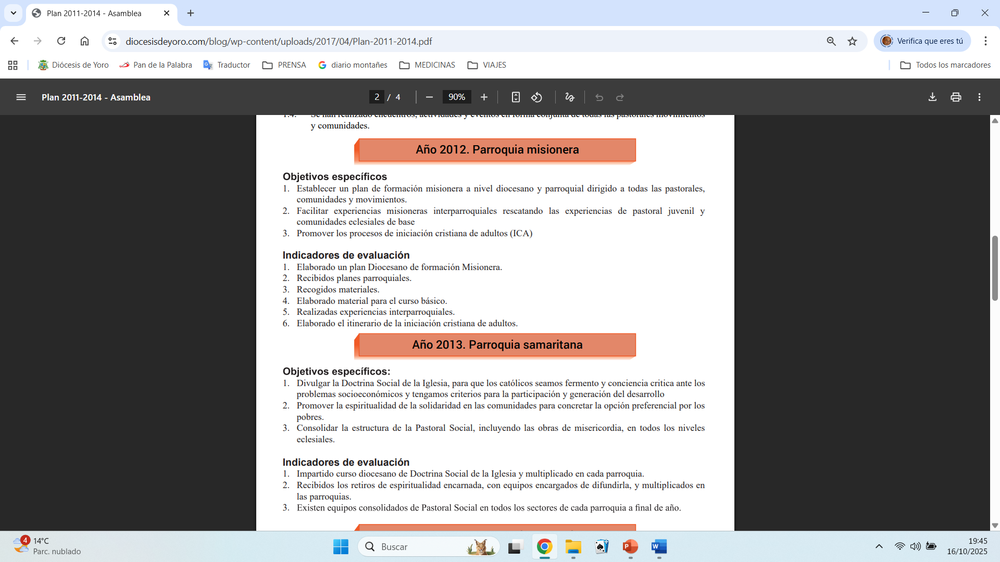 Plan 2011-2014 - Asamblea
diocesisdeyoro.com/blog/wp-content/uploads/2017/04/Plan-2011-2014.pdf
Verifica que eres tú
Diócesis de Yoro
Pan de la Palabra
Traductor
PRENSA
diario montañes
MEDICINAS
VIAJES
Todos los marcadores
Plan 2011-2014 - Asamblea
2 / 4
90%
1.4. Se han realizado encuentros, actividades y eventos en forma conjunta de todas las pastorales movimientos
y comunidades.
Año 2012. Parroquia misionera
Objetivos específicos
1. Establecer un plan de formación misionera a nivel diocesano y parroquial dirigido a todas las pastorales,
comunidades y movimientos.
2. Facilitar experiencias misioneras interparroquiales rescatando las experiencias de pastoral juvenil y
comunidades eclesiales de base
3. Promover los procesos de iniciación cristiana de adultos (ICA)
Indicadores de evaluación
1. Elaborado un plan Diocesano de formación Misionera.
2. Recibidos planes parroquiales.
3. Recogidos materiales.
4. Elaborado material para el curso básico.
5. Realizadas experiencias interparroquiales.
6. Elaborado el itinerario de la iniciación cristiana de adultos.
Año 2013. Parroquia samaritana
Objetivos específicos:
1. Divulgar la Doctrina Social de la Iglesia, para que los católicos seamos fermento y conciencia critica ante los
problemas socioeconómicos y tengamos criterios para la participación y generación del desarrollo
2. Promover la espiritualidad de la solidaridad en las comunidades para concretar la opción preferencial por los
pobres.
3. Consolidar la estructura de la Pastoral Social, incluyendo las obras de misericordia, en todos los niveles
eclesiales.
Indicadores de evaluación
1. Impartido curso diocesano de Doctrina Social de la Iglesia y multiplicado en cada parroquia.
2. Recibidos los retiros de espiritualidad encarnada, con equipos encargados de difundirla, y multiplicados en
las parroquias.
3. Existen equipos consolidados de Pastoral Social en todos los sectores de cada parroquia a final de año.
4
14°C
Parc. nublado
Buscar
19:45
16/10/2025